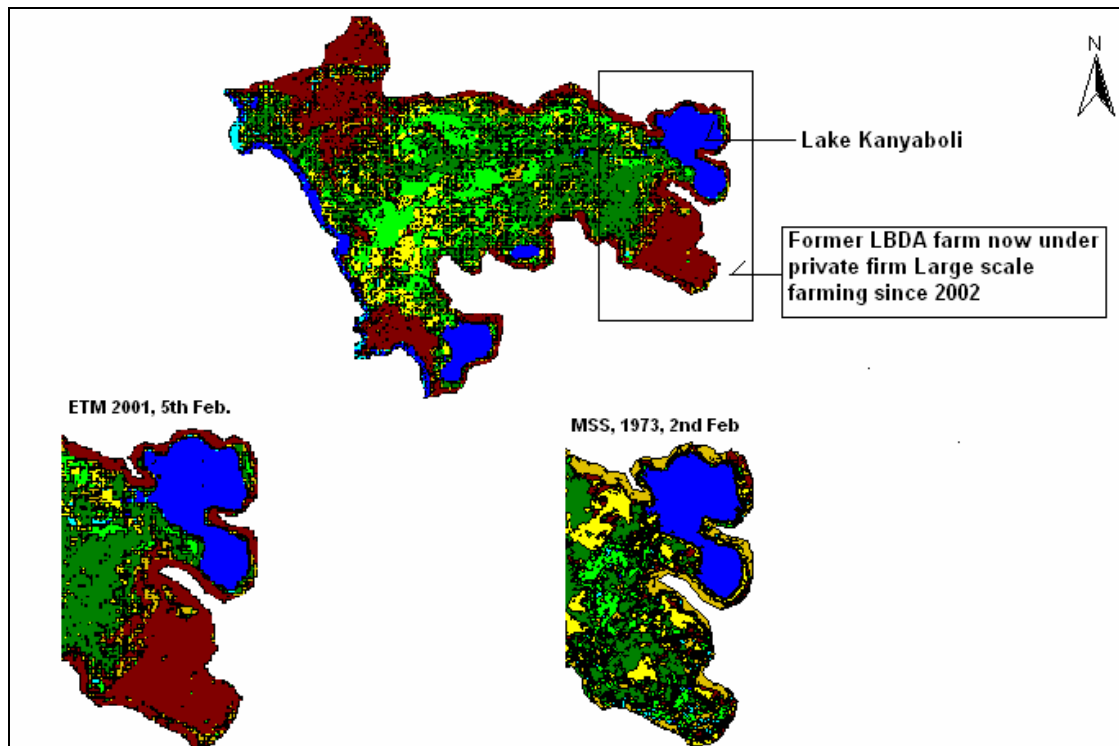 N
Lake Kanyaboli
Former LBDA farm now under
private firm Large scale
farming since 2002
ETM 2001, 5th Feb.
MSS, 1973, 2nd Feb